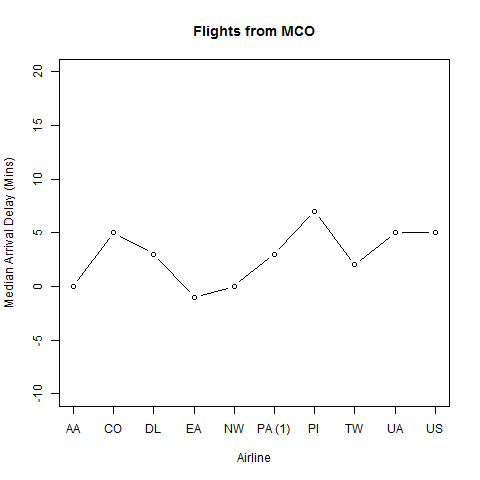 Flights from MCO
Median Arrival Delay (Mins)
20
15
10
5
0
-5
-10
AA CO DL EA NW PA (1) PI TW UA US
Airline